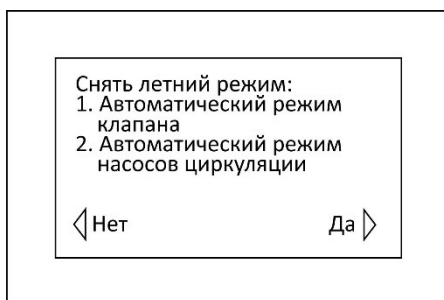 Снять летний режим:
1. Автоматический режим
клапана
2. Автоматический режим
насосов циркуляции
Нет Да